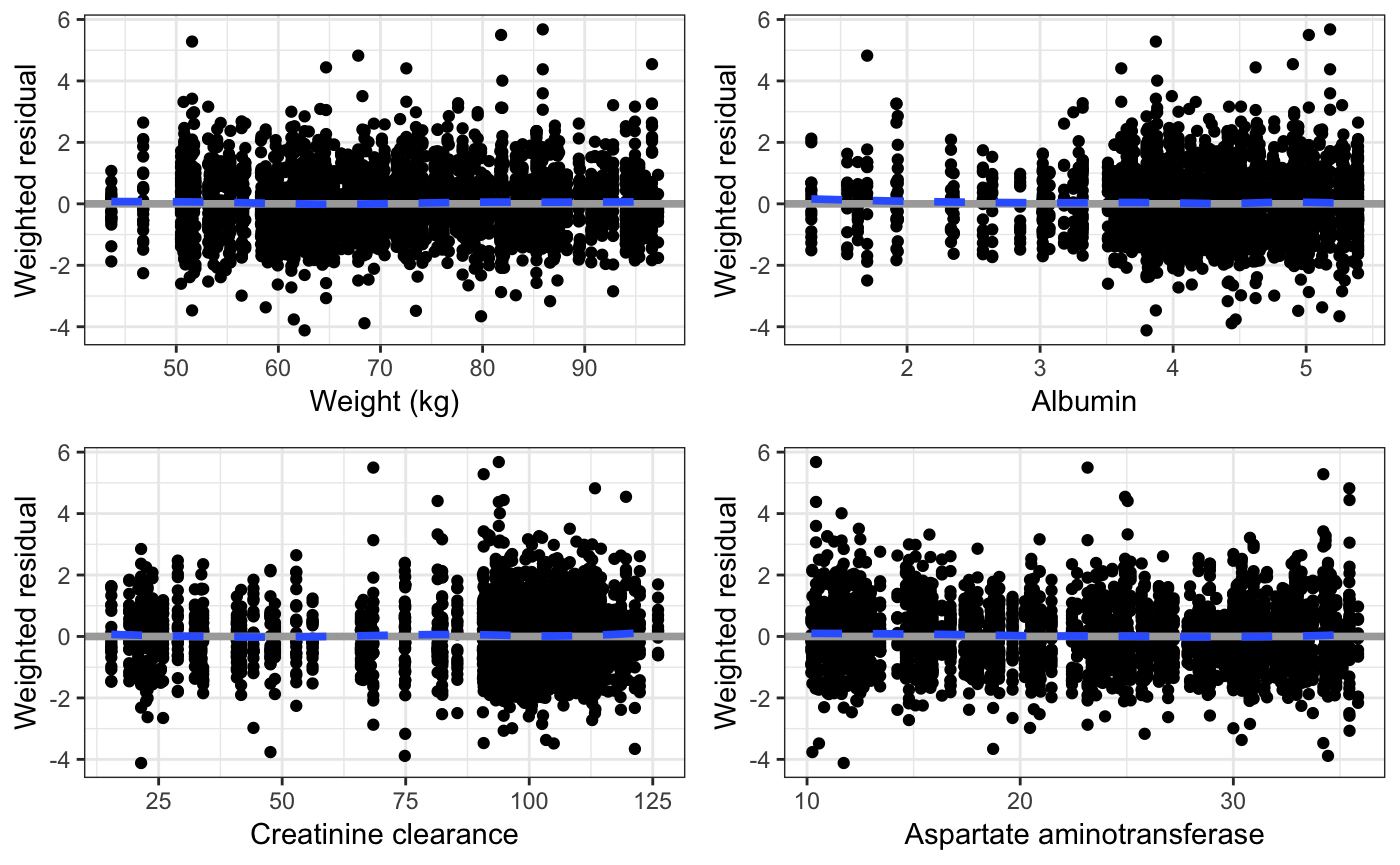 Weighted residual
6
4
2
0
-2
-4
50 60 70 80 90
Weight (kg)
Weighted residual
6
4
2
0
-2
-4
2 3 4 5
Albumin
Weighted residual
6
4
2
0
-2
-4
25 50 75 100 125
Creatinine clearance
Weighted residual
6
4
2
0
-2
-4
10 20 30
Aspartate aminotransferase